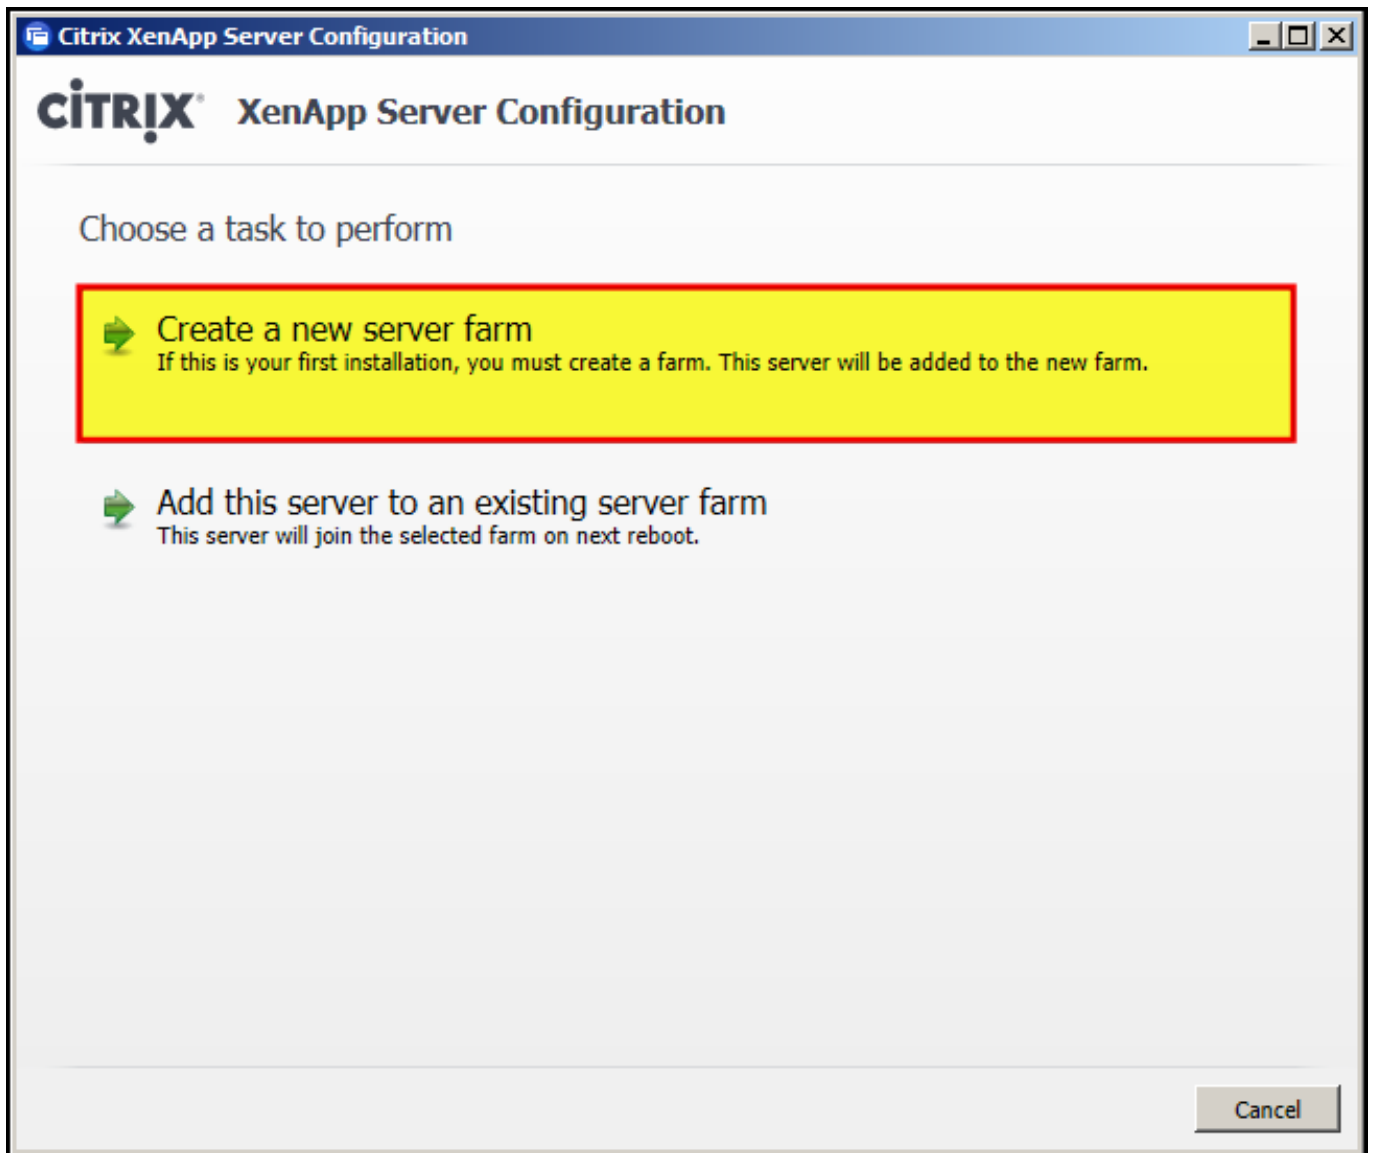 Citrix XenApp Server Configuration
CİTRIX® XenApp Server Configuration
Choose a task to perform
Create a new server farm
If this is your first installation, you must create a farm. This server will be added to the new farm.
Add this server to an existing server farm
This server will join the selected farm on next reboot.
Cancel